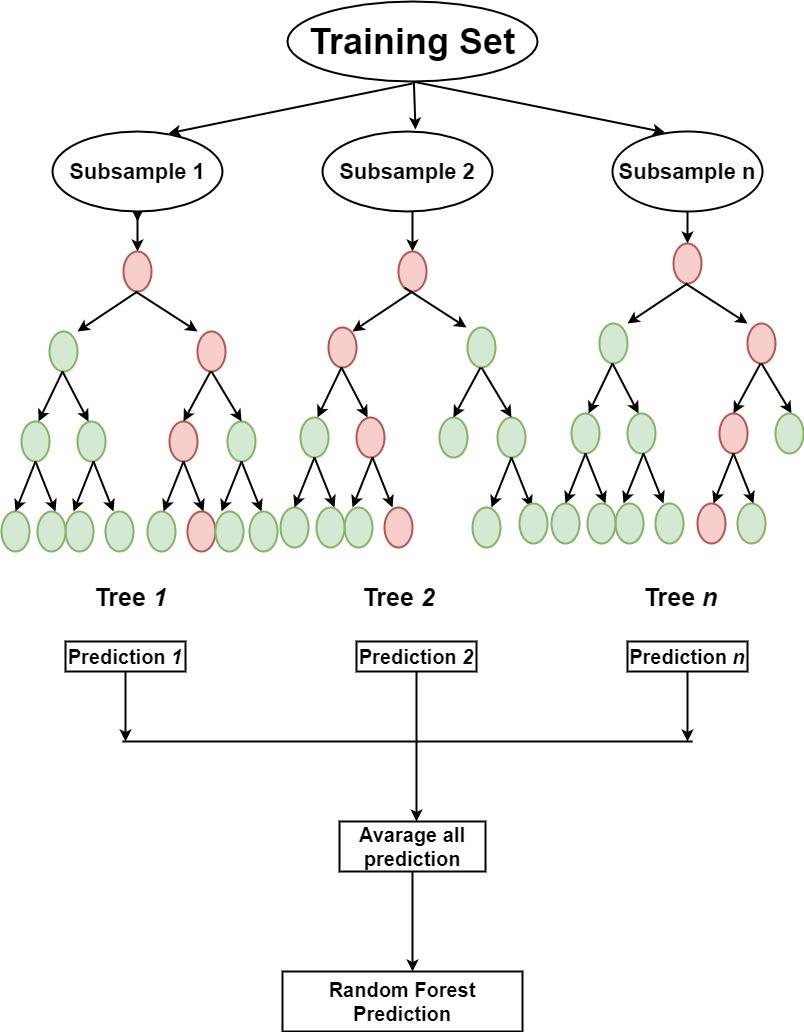 Training Set
Subsample 1
Subsample 2
Subsample n
Tree 1
Tree 2
Tree n
Prediction 1
Prediction 2
Prediction n
Avarage all
prediction
Random Forest
Prediction